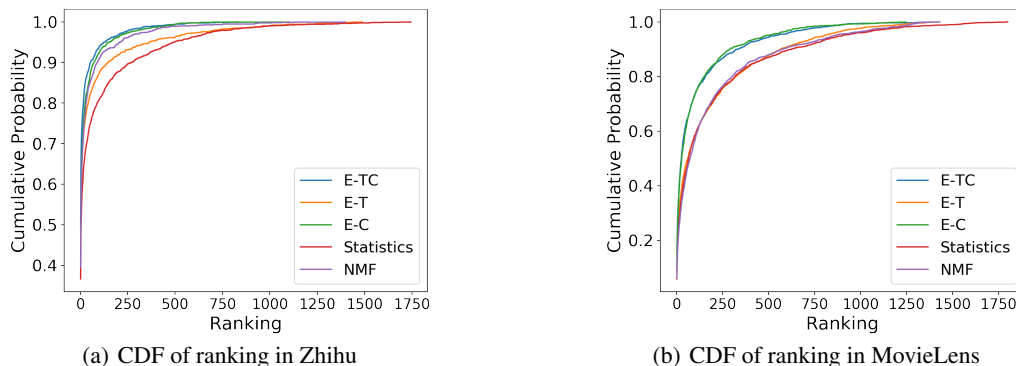 1.0
0.9
0.8
0.7
0.6
0.5
0.4
Cumulative Probability
0 250 500 750 1000 1250 1500 1750
Ranking
E-TC
E-T
E-C
Statistics
NMF
(a) CDF of ranking in Zhihu
1.0
0.8
0.6
0.4
0.2
Cumulative Probability
0 250 500 750 1000 1250 1500 1750
Ranking
E-TC
E-T
E-C
Statistics
NMF
(b) CDF of ranking in MovieLens